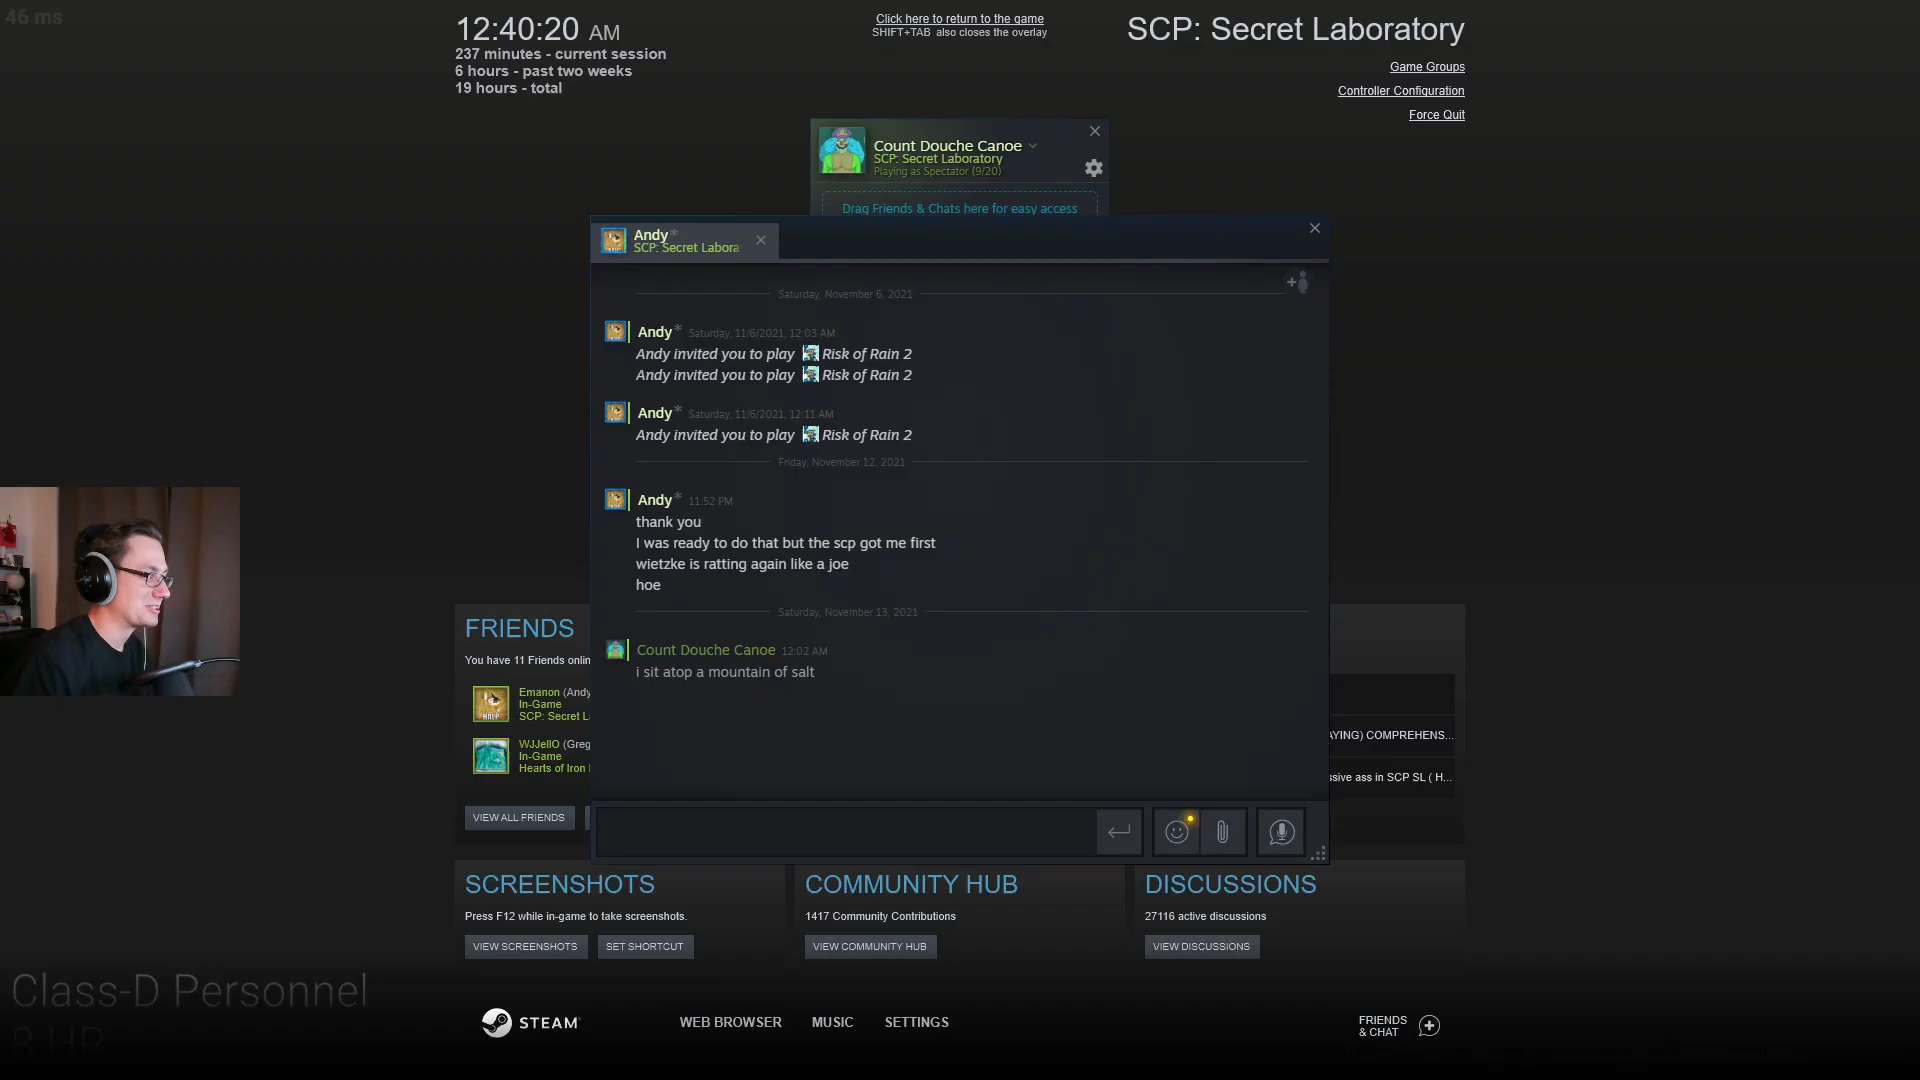 46 ms
12:40:20 AM
237 minutes - current session
6 hours - past two weeks
19 hours - total
Click here to return to the game
SHIFT+TAB also closes the overlay
SCP: Secret Laboratory
Game Groups
Controller Configuration
Force Quit
Count Douche Canoe
SCP: Secret Laboratory
Playing as Spectator (9/20)
Drag Friends & Chats here for easy access
Andy*
SCP: Secret Labora
Saturday, November 6, 2021
Andy* Saturday, 11/6/2021, 12:03 AM
Andy invited you to play Risk of Rain 2
Andy invited you to play Risk of Rain 2
Andy* Saturday, 11/6/2021, 12:11 AM
Andy invited you to play Risk of Rain 2
Friday, November 12, 2021
Andy* 11:52 PM
thank you
I was ready to do that but the scp got me first
wietzke is ratting again like a joe
hoe
Saturday, November 13, 2021
Count Douche Canoe 12:02 AM
i sit atop a mountain of salt
FRIENDS
You have 11 Friends onlin
Emanon (Andy
In-Game
SCP: Secret L
HALP
WJJellO (Greg
In-Game
Hearts of Iron
VIEW ALL FRIENDS
AYING) COMPREHENS...
ssive ass in SCP SL ( H...
SCREENSHOTS
Press F12 while in-game to take screenshots.
VIEW SCREENSHOTS
SET SHORTCUT
COMMUNITY HUB
1417 Community Contributions
VIEW COMMUNITY HUB
DISCUSSIONS
27116 active discussions
VIEW DISCUSSIONS
Class-D Personnel
8 HP
STEAM
WEB BROWSER
MUSIC
SETTINGS
FRIENDS
& CHAT